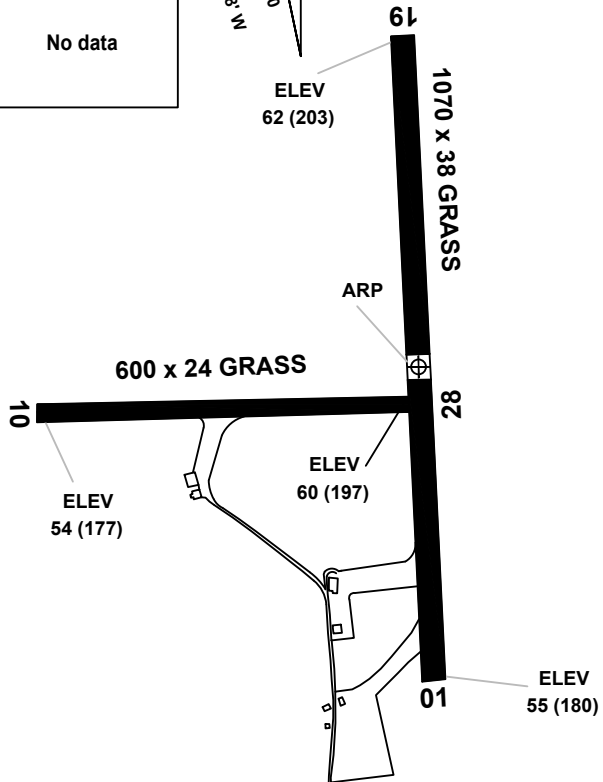 No data
8' W
19
ELEV
62 (203)
1070 x 38 GRASS
ARP
600 x 24 GRASS
10
28
ELEV
60 (197)
ELEV
54 (177)
ELEV
55 (180)
01